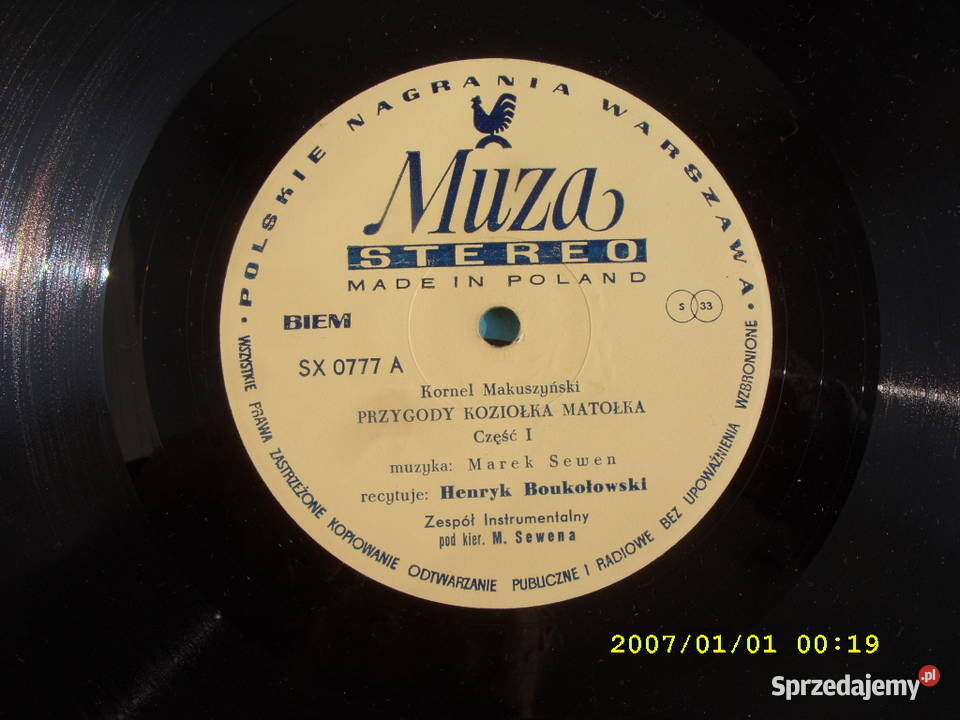 POLSKIE NAGRANIA WARSZAWA
Muza
STEREO
MADE IN POLAND
BIEM
S 33
SX 0777 A
Kornel Makuszyński
PRZYGODY KOZIOŁKA MATOŁKA
Część I
muzyka: Marek Sewen
recytuje: Henryk Boukołowski
Zespół Instrumentalny
pod kier. M. Sewena
• WSZYSTKIE PRAWA ZASTRZEŻONE KOPIOWANIE ODTWARZANIE PUBLICZNE I RADIOWE BEZ UPOWAŻNIENIA WZBRONIONE •
2007/01/01 00:19
Sprzedajemy.pl